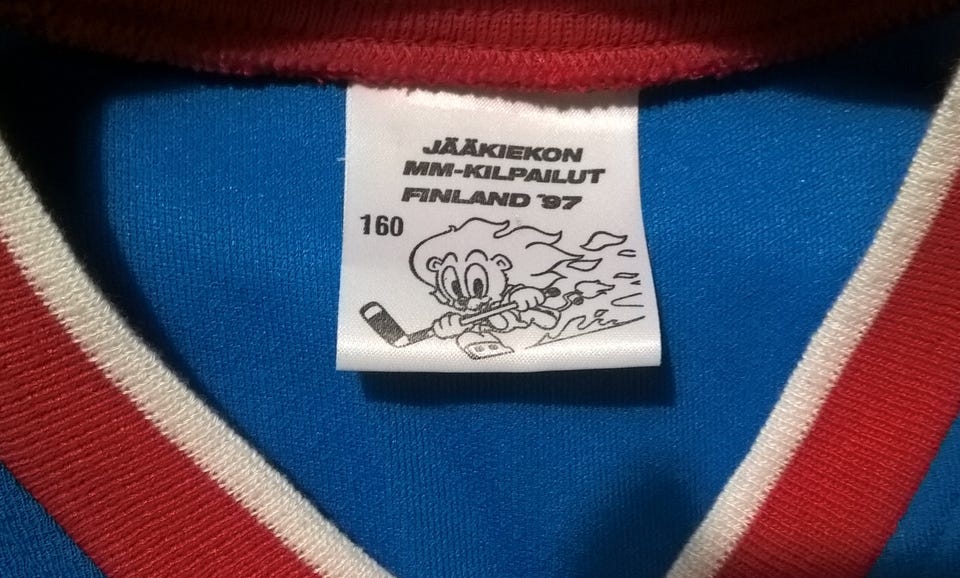 JÄÄKIEKON
MM-KILPAILUT
FINLAND '97
160